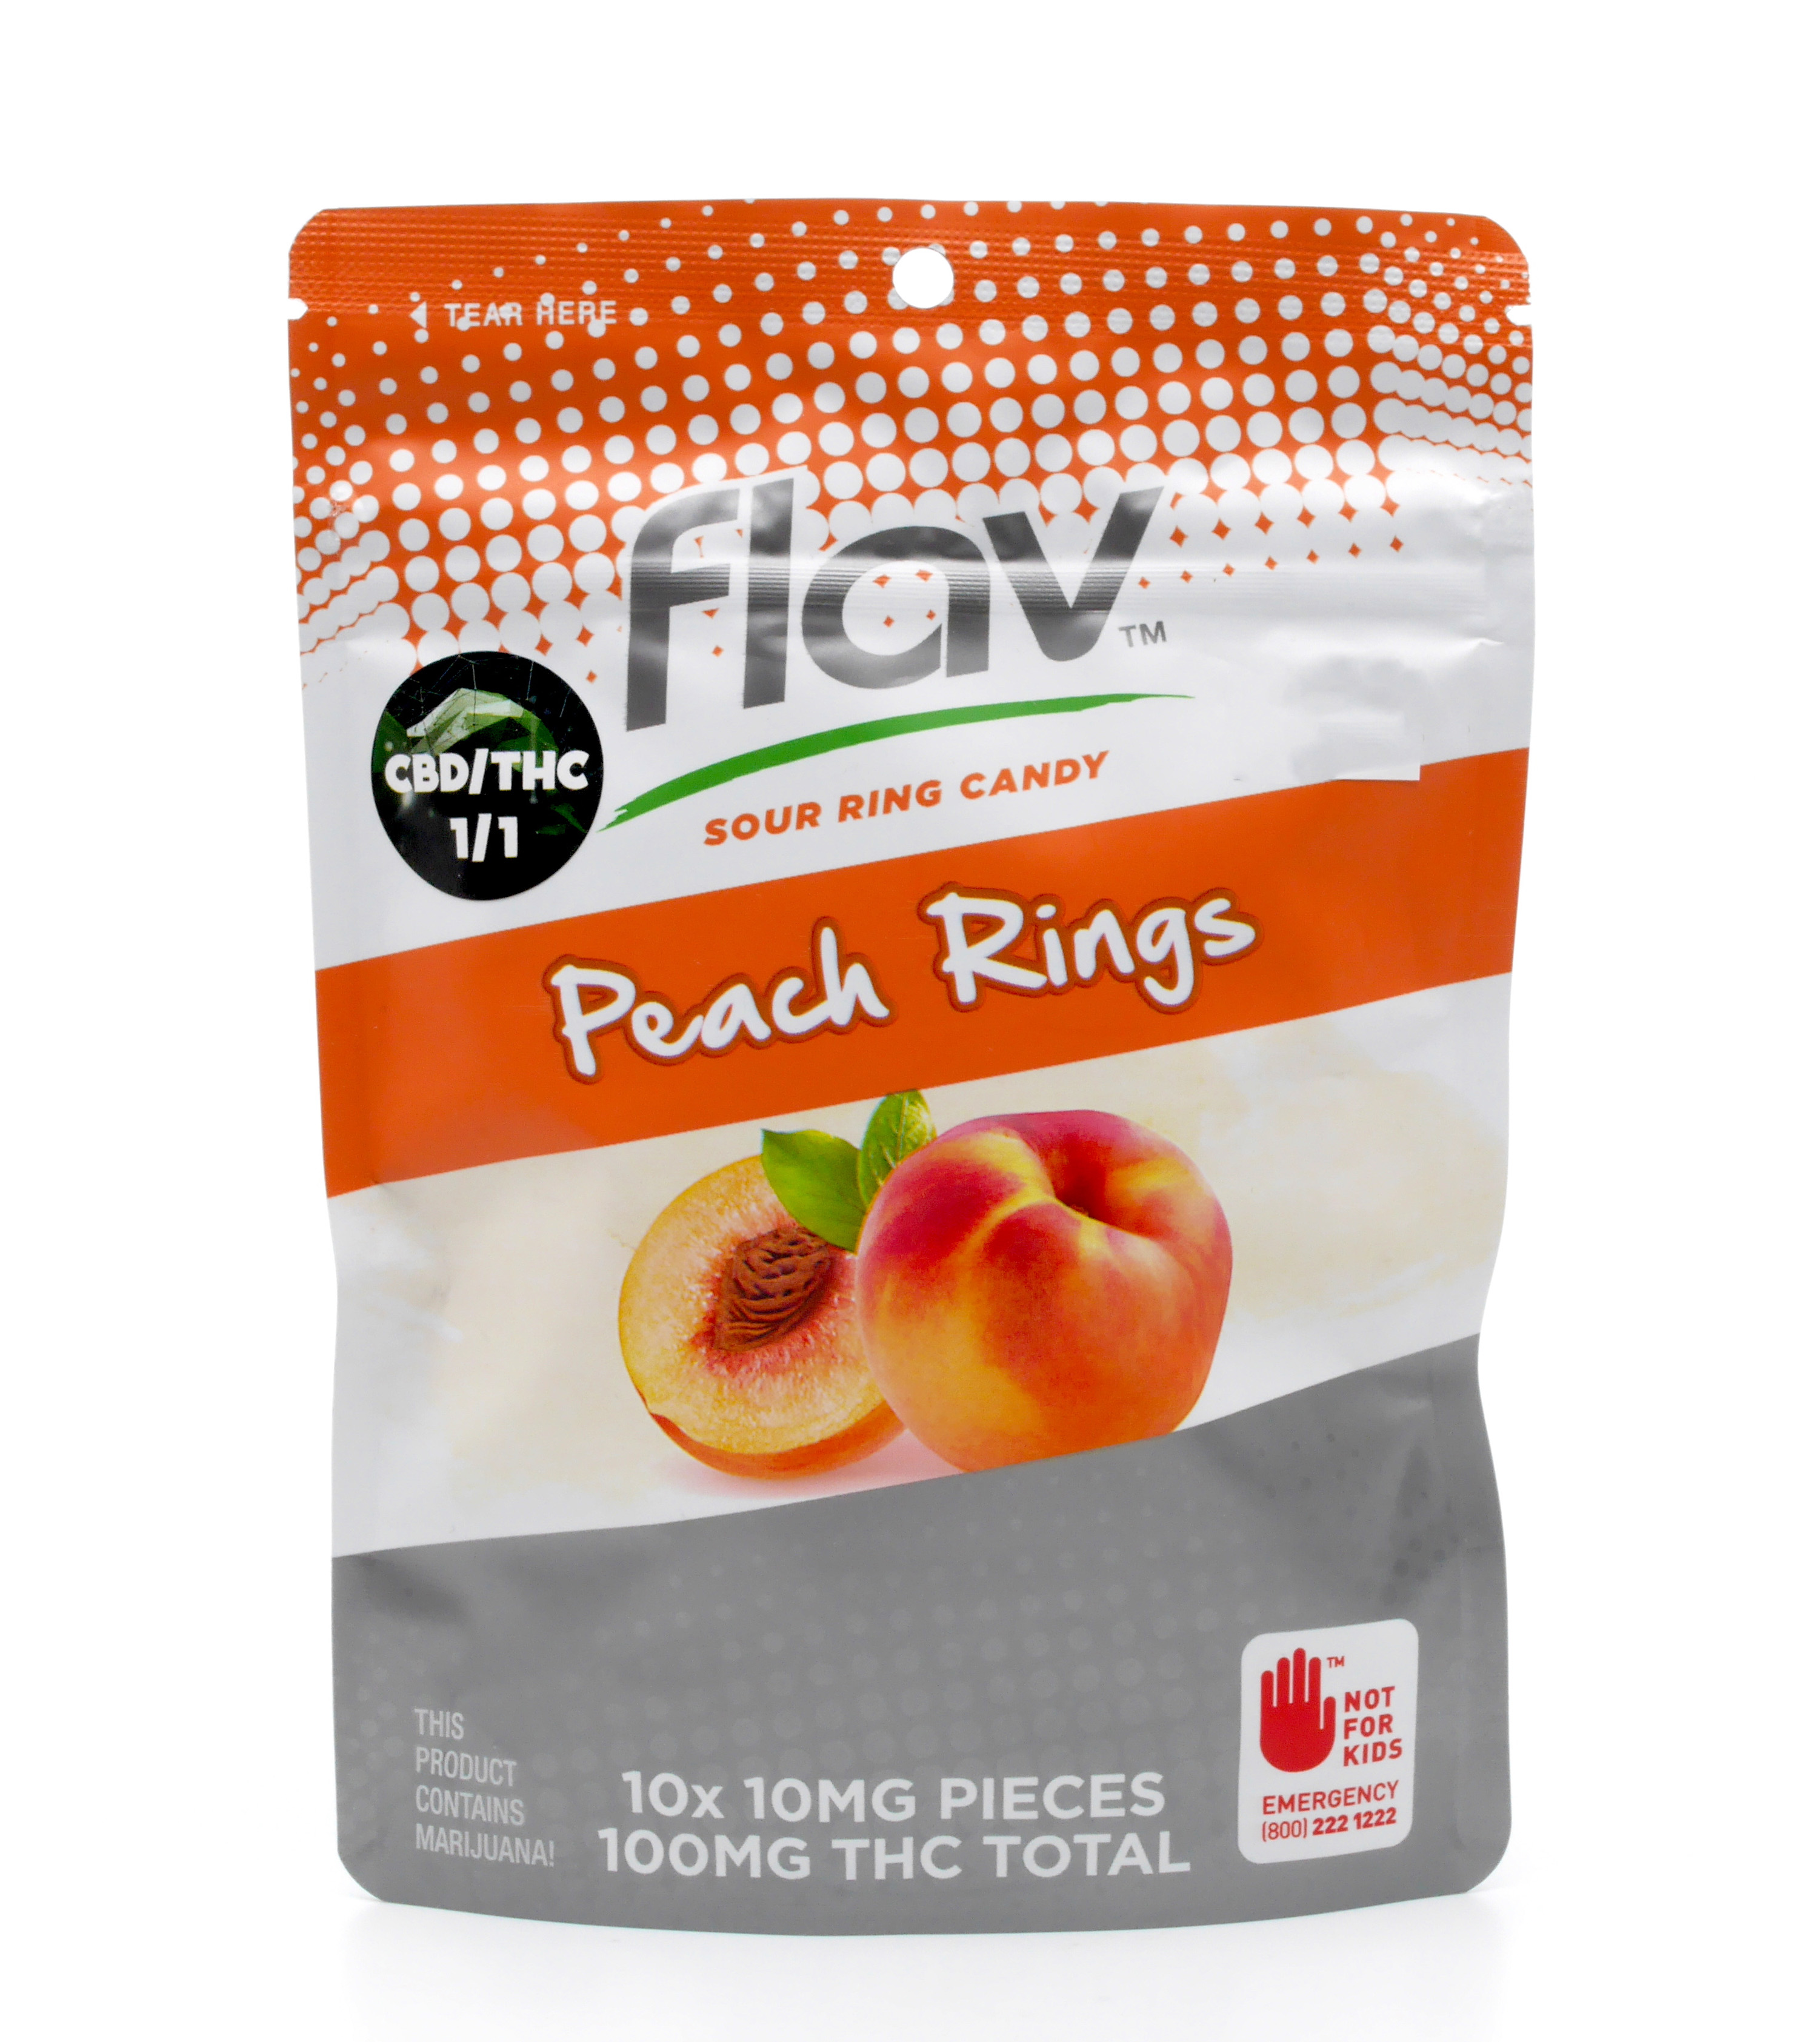 TEAR HERE
flav™
CBD/THC
1/1
SOUR RING CANDY
Peach Rings
THIS
PRODUCT
CONTAINS
MARIJUANA!
10x 10MG PIECES
100MG THC TOTAL
™
NOT
FOR
KIDS
EMERGENCY
(800) 222 1222